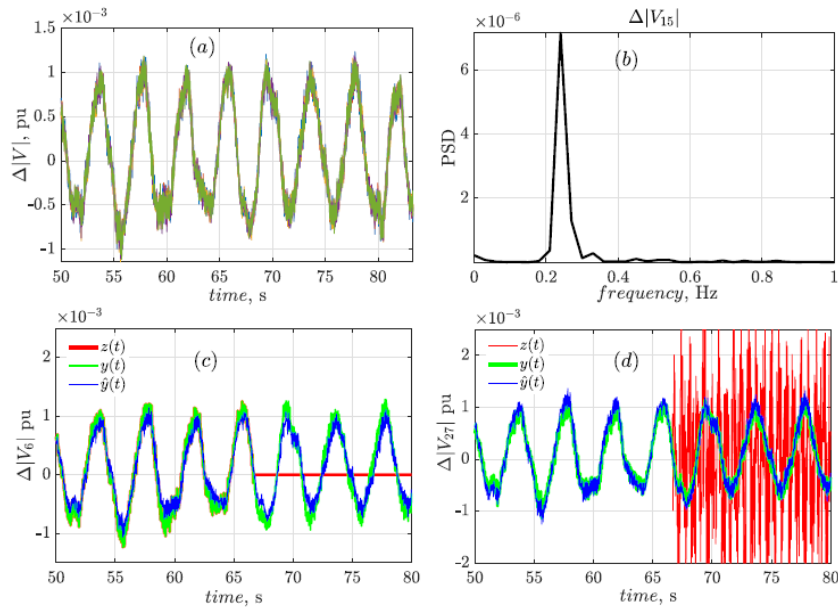 ×10⁻³
(a)
1.5
1
0.5
0
-0.5
-1
Δ|V|, pu
50 55 60 65 70 75 80
time, s
×10⁻⁶
Δ|V₁₅|
(b)
6
4
2
PSD
0 0.2 0.4 0.6 0.8 1
frequency, Hz
×10⁻³
z(t)
y(t)
ŷ(t)
(c)
2
1
0
-1
Δ|V₆| pu
50 55 60 65 70 75 80
time, s
×10⁻³
z(t)
y(t)
ŷ(t)
(d)
2
1
0
-1
-2
Δ|V₂₇| pu
50 55 60 65 70 75 80
time, s